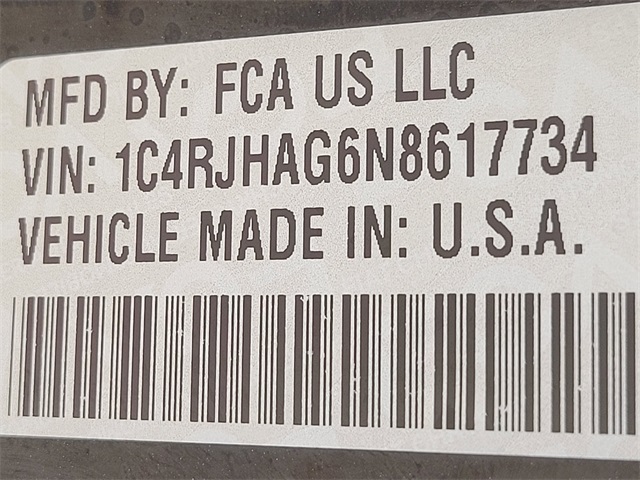 MFD BY: FCA US LLC
VIN: 1C4RJHAG6N8617734
VEHICLE MADE IN: U.S.A.